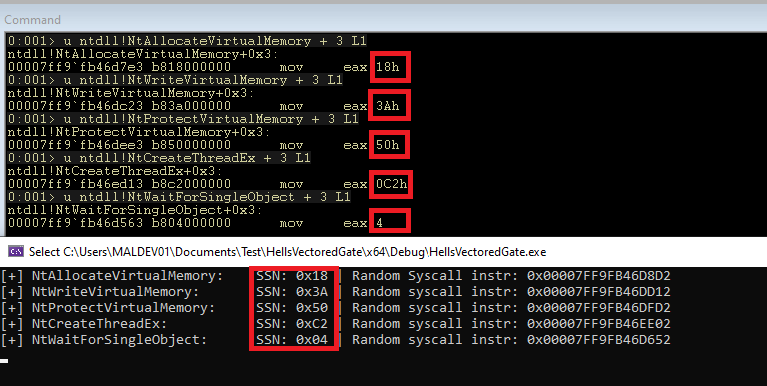 Command
0:001> u ntdll!NtAllocateVirtualMemory + 3 L1
ntdll!NtAllocateVirtualMemory+0x3:
00007ff9`fb46d7e3 b818000000 mov eax 18h
0:001> u ntdll!NtWriteVirtualMemory + 3 L1
ntdll!NtWriteVirtualMemory+0x3:
00007ff9`fb46dc23 b83a000000 mov eax 3Ah
0:001> u ntdll!NtProtectVirtualMemory + 3 L1
ntdll!NtProtectVirtualMemory+0x3:
00007ff9`fb46dee3 b850000000 mov eax 50h
0:001> u ntdll!NtCreateThreadEx + 3 L1
ntdll!NtCreateThreadEx+0x3:
00007ff9`fb46ed13 b8c2000000 mov eax 0C2h
0:001> u ntdll!NtWaitForSingleObject + 3 L1
ntdll!NtWaitForSingleObject+0x3:
00007ff9`fb46d563 b804000000 mov eax 4
Select C:\Users\MALDEV01\Documents\Test\HellsVectoredGate\x64\Debug\HellsVectoredGate.exe
[+] NtAllocateVirtualMemory: SSN: 0x18 | Random Syscall instr: 0x00007FF9FB46D8D2
[+] NtWriteVirtualMemory: SSN: 0x3A | Random syscall instr: 0x00007FF9FB46DD12
[+] NtProtectVirtualMemory: SSN: 0x50 | Random syscall instr: 0x00007FF9FB46DFD2
[+] NtCreateThreadEx: SSN: 0xC2 | Random syscall instr: 0x00007FF9FB46EE02
[+] NtWaitForSingleObject: SSN: 0x04 | Random syscall instr: 0x00007FF9FB46D652